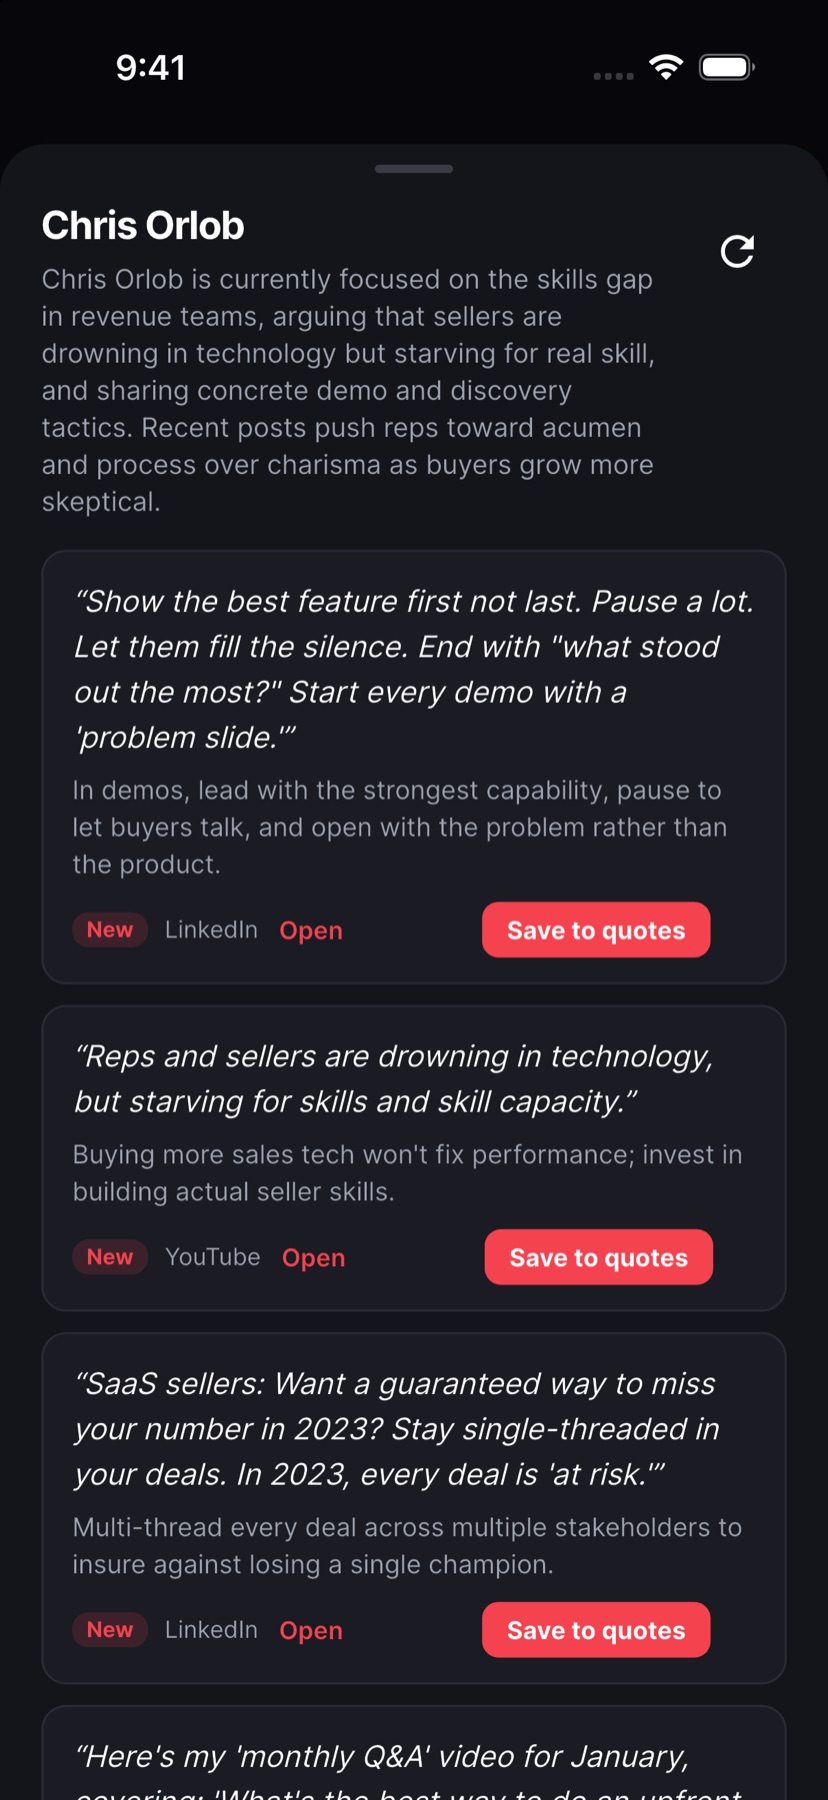 9:41
Chris Orlob
Chris Orlob is currently focused on the skills gap
in revenue teams, arguing that sellers are
drowning in technology but starving for real skill,
and sharing concrete demo and discovery
tactics. Recent posts push reps toward acumen
and process over charisma as buyers grow more
skeptical.
“Show the best feature first not last. Pause a lot.
Let them fill the silence. End with "what stood
out the most?" Start every demo with a
'problem slide.'”
In demos, lead with the strongest capability, pause to
let buyers talk, and open with the problem rather than
the product.
New LinkedIn Open Save to quotes
“Reps and sellers are drowning in technology,
but starving for skills and skill capacity.”
Buying more sales tech won't fix performance; invest in
building actual seller skills.
New YouTube Open Save to quotes
“SaaS sellers: Want a guaranteed way to miss
your number in 2023? Stay single-threaded in
your deals. In 2023, every deal is 'at risk.'”
Multi-thread every deal across multiple stakeholders to
insure against losing a single champion.
New LinkedIn Open Save to quotes
“Here's my 'monthly Q&A' video for January,
covering: 'What's the best way to do an upfront